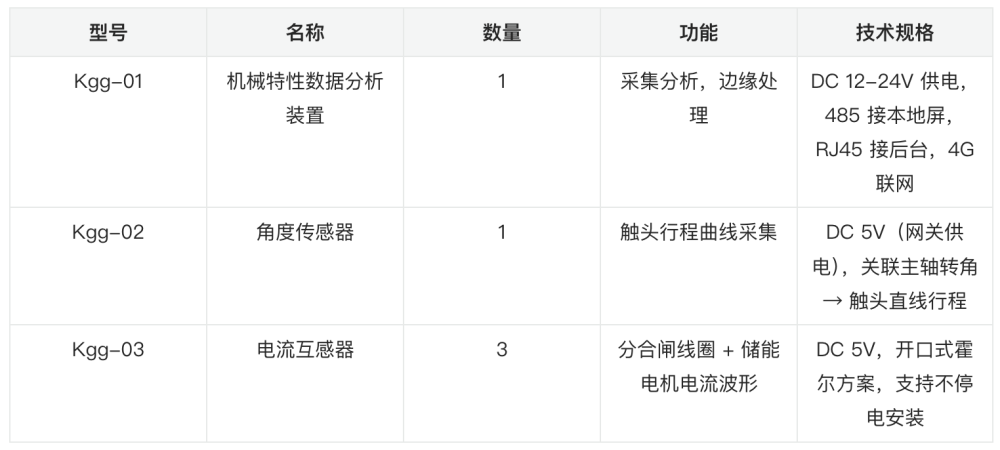 型号 名称 数量 功能 技术规格
Kgg-01 机械特性数据分析 1 采集分析，边缘处 DC 12-24V 供电，
装置 理 485 接本地屏，
RJ45 接后台，4G
联网
Kgg-02 角度传感器 1 触头行程曲线采集 DC 5V（网关供
电），关联主轴转角
→ 触头直线行程
Kgg-03 电流互感器 3 分合闸线圈 + 储能 DC 5V，开口式霍
电机电流波形 尔方案，支持不停
电安装